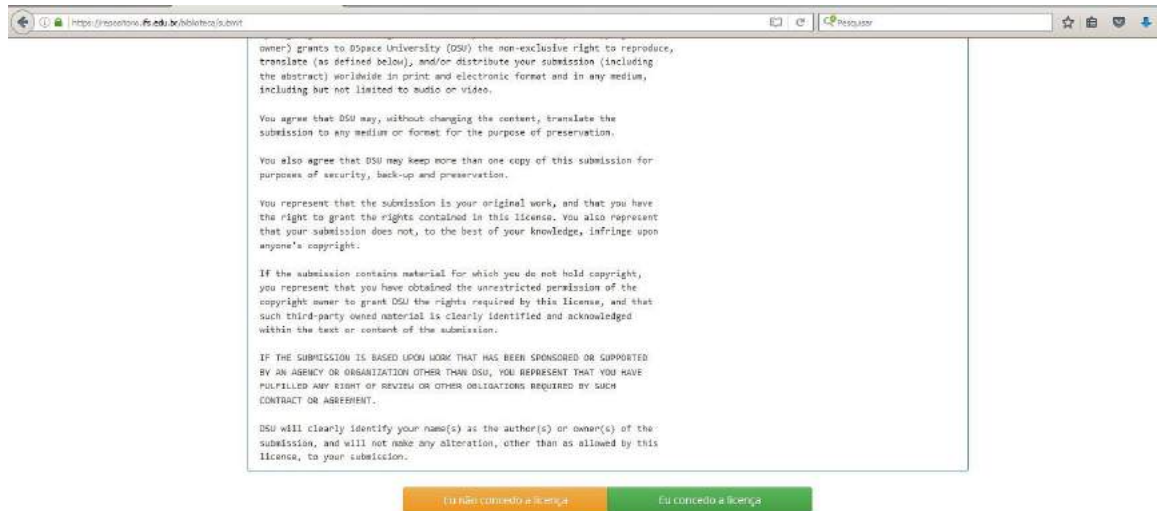 https://repositorio.ifs.edu.br/biblioteca/submit
Pesquisar
owner) grants to DSpace University (DSU) the non-exclusive right to reproduce,
translate (as defined below), and/or distribute your submission (including
the abstract) worldwide in print and electronic format and in any medium,
including but not limited to audio or video.
You agree that DSU may, without changing the content, translate the
submission to any medium or format for the purpose of preservation.
You also agree that DSU may keep more than one copy of this submission for
purposes of security, back-up and preservation.
You represent that the submission is your original work, and that you have
the right to grant the rights contained in this license. You also represent
that your submission does not, to the best of your knowledge, infringe upon
anyone's copyright.
If the submission contains material for which you do not hold copyright,
you represent that you have obtained the unrestricted permission of the
copyright owner to grant DSU the rights required by this license, and that
such third-party owned material is clearly identified and acknowledged
within the text or content of the submission.
IF THE SUBMISSION IS BASED UPON WORK THAT HAS BEEN SPONSORED OR SUPPORTED
BY AN AGENCY OR ORGANIZATION OTHER THAN DSU, YOU REPRESENT THAT YOU HAVE
FULFILLED ANY RIGHT OF REVIEW OR OTHER OBLIGATIONS REQUIRED BY SUCH
CONTRACT OR AGREEMENT.
DSU will clearly identify your name(s) as the author(s) or owner(s) of the
submission, and will not make any alteration, other than as allowed by this
license, to your submission.
Eu não concedo a licença
Eu concedo a licença